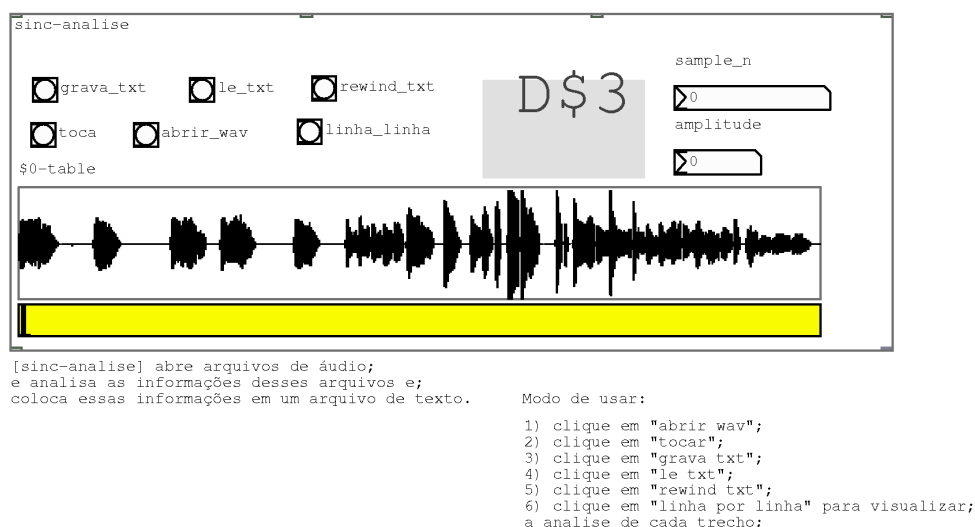 sinc-analise
sample_n
grava_txt
le_txt
rewind_txt
D$3
0
toca
abrir_wav
linha_linha
amplitude
0
$0-table
[sinc-analise] abre arquivos de áudio;
e analisa as informações desses arquivos e;
coloca essas informações em um arquivo de texto.
Modo de usar:
1) clique em "abrir wav";
2) clique em "tocar";
3) clique em "grava txt";
4) clique em "le txt";
5) clique em "rewind txt";
6) clique em "linha por linha" para visualizar;
a analise de cada trecho;